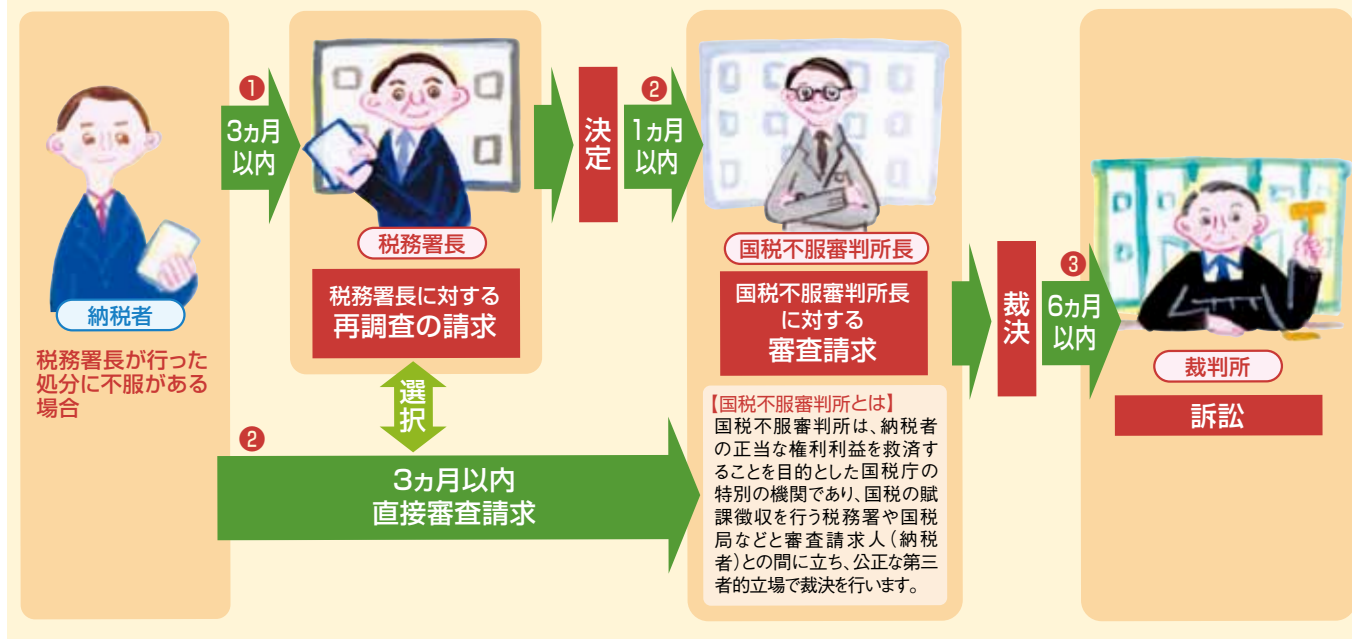 納税者
税務署長が行った
処分に不服がある
場合
❶
3ヵ月
以内
税務署長
税務署長に対する
再調査の請求
決定
❷
1ヵ月
以内
選択
❷
3ヵ月以内
直接審査請求
国税不服審判所長
国税不服審判所長
に対する
審査請求
【国税不服審判所とは】
国税不服審判所は、納税者
の正当な権利利益を救済す
ることを目的とした国税庁の
特別の機関であり、国税の賦
課徴収を行う税務署や国税
局などと審査請求人(納税
者)との間に立ち、公正な第三
者的立場で裁決を行います。
裁決
❸
6ヵ月
以内
裁判所
訴訟